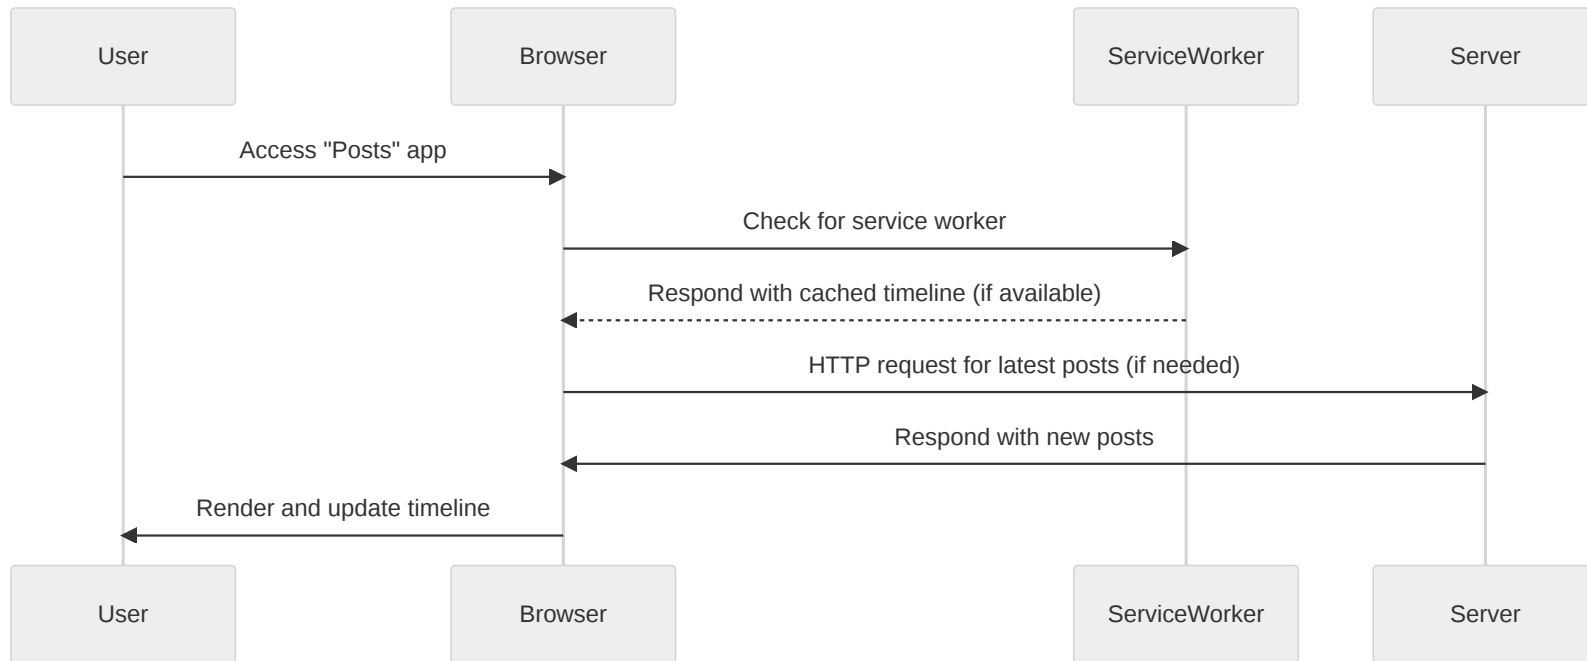 User
Browser
ServiceWorker
Server
Access "Posts" app
Check for service worker
Respond with cached timeline (if available)
HTTP request for latest posts (if needed)
Respond with new posts
Render and update timeline
User
Browser
ServiceWorker
Server